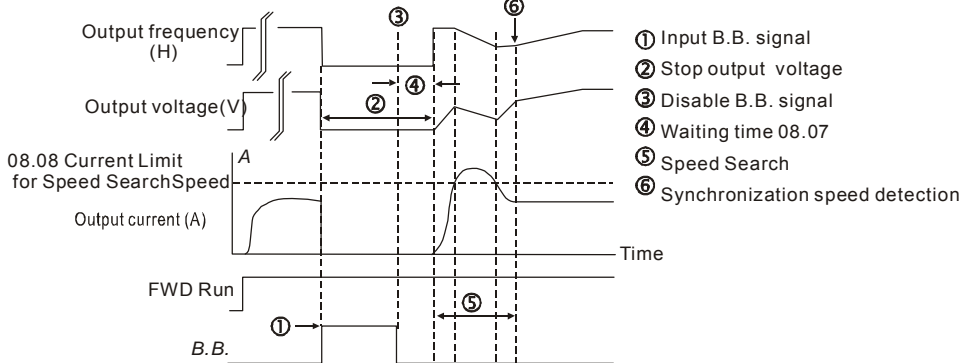 Output frequency
(H)
Output voltage(V)
08.08 Current Limit
for Speed SearchSpeed
A
Output current (A)
Time
FWD Run
B.B.
①
②
③
④
⑤
⑥
① Input B.B. signal
② Stop output voltage
③ Disable B.B. signal
④ Waiting time 08.07
⑤ Speed Search
⑥ Synchronization speed detection